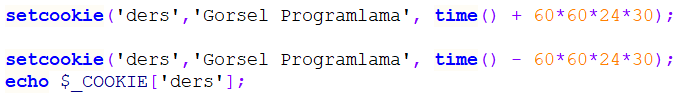 setcookie('ders','Gorsel Programlama', time() + 60*60*24*30);
setcookie('ders','Gorsel Programlama', time() - 60*60*24*30);
echo $_COOKIE['ders'];